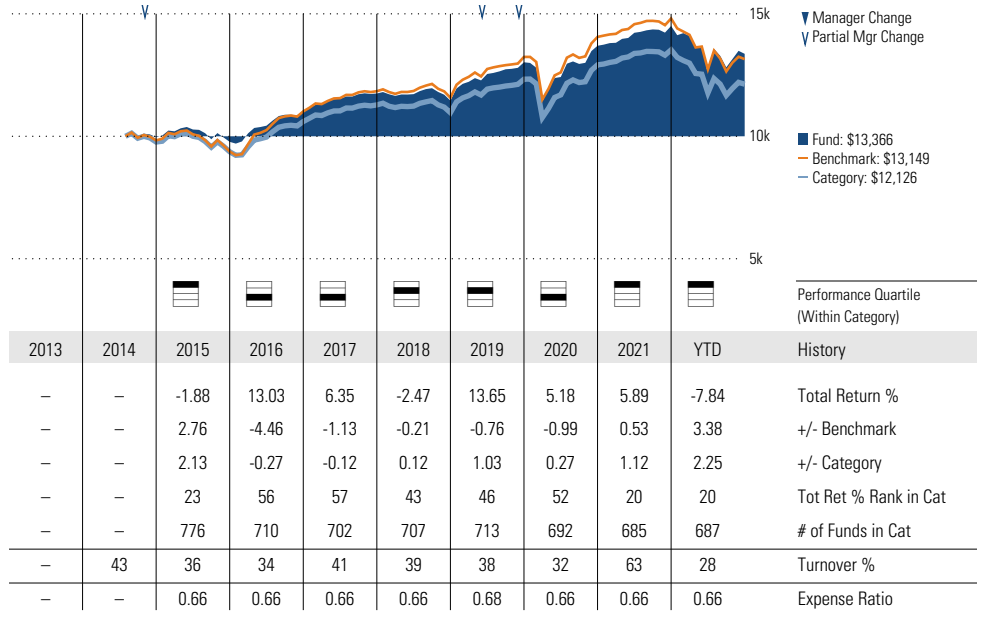 15k
▼ Manager Change
V Partial Mgr Change
10k
Fund: $13,366
Benchmark: $13,149
Category: $12,126
5k
Performance Quartile
(Within Category)
2013 2014 2015 2016 2017 2018 2019 2020 2021 YTD History
– – -1.88 13.03 6.35 -2.47 13.65 5.18 5.89 -7.84 Total Return %
– – 2.76 -4.46 -1.13 -0.21 -0.76 -0.99 0.53 3.38 +/- Benchmark
– – 2.13 -0.27 -0.12 0.12 1.03 0.27 1.12 2.25 +/- Category
– – 23 56 57 43 46 52 20 20 Tot Ret % Rank in Cat
– – 776 710 702 707 713 692 685 687 # of Funds in Cat
– 43 36 34 41 39 38 32 63 28 Turnover %
– – 0.66 0.66 0.66 0.66 0.68 0.66 0.66 0.66 Expense Ratio